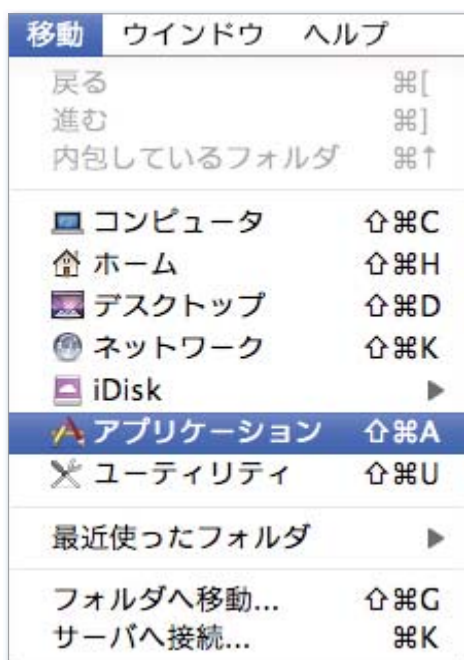 移動 ウインドウ ヘルプ
戻る ⌘[
進む ⌘]
内包しているフォルダ ⌘↑
コンピュータ ⇧⌘C
ホーム ⇧⌘H
デスクトップ ⇧⌘D
ネットワーク ⇧⌘K
iDisk ▶
アプリケーション ⇧⌘A
ユーティリティ ⇧⌘U
最近使ったフォルダ ▶
フォルダへ移動... ⇧⌘G
サーバへ接続... ⌘K